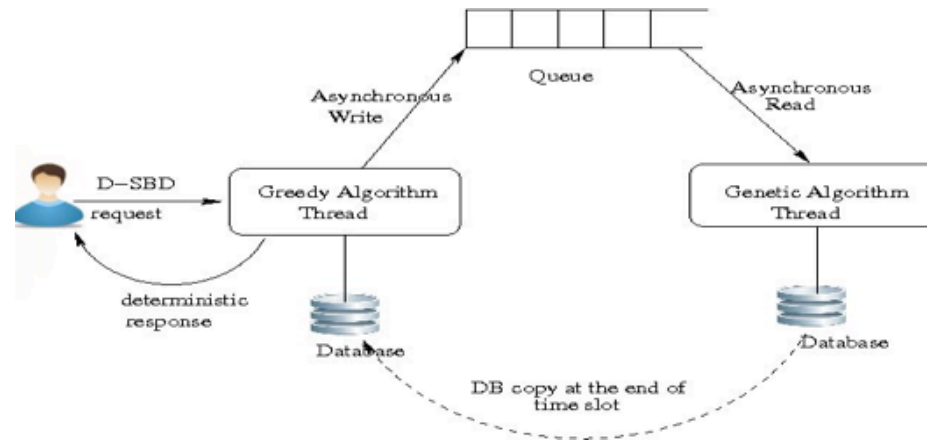 Queue
Asynchronous
Write
Asynchronous
Read
D-SBD
request
Greedy Algorithm
Thread
Genetic Algorithm
Thread
deterministic
response
Database
Database
DB copy at the end of
time slot